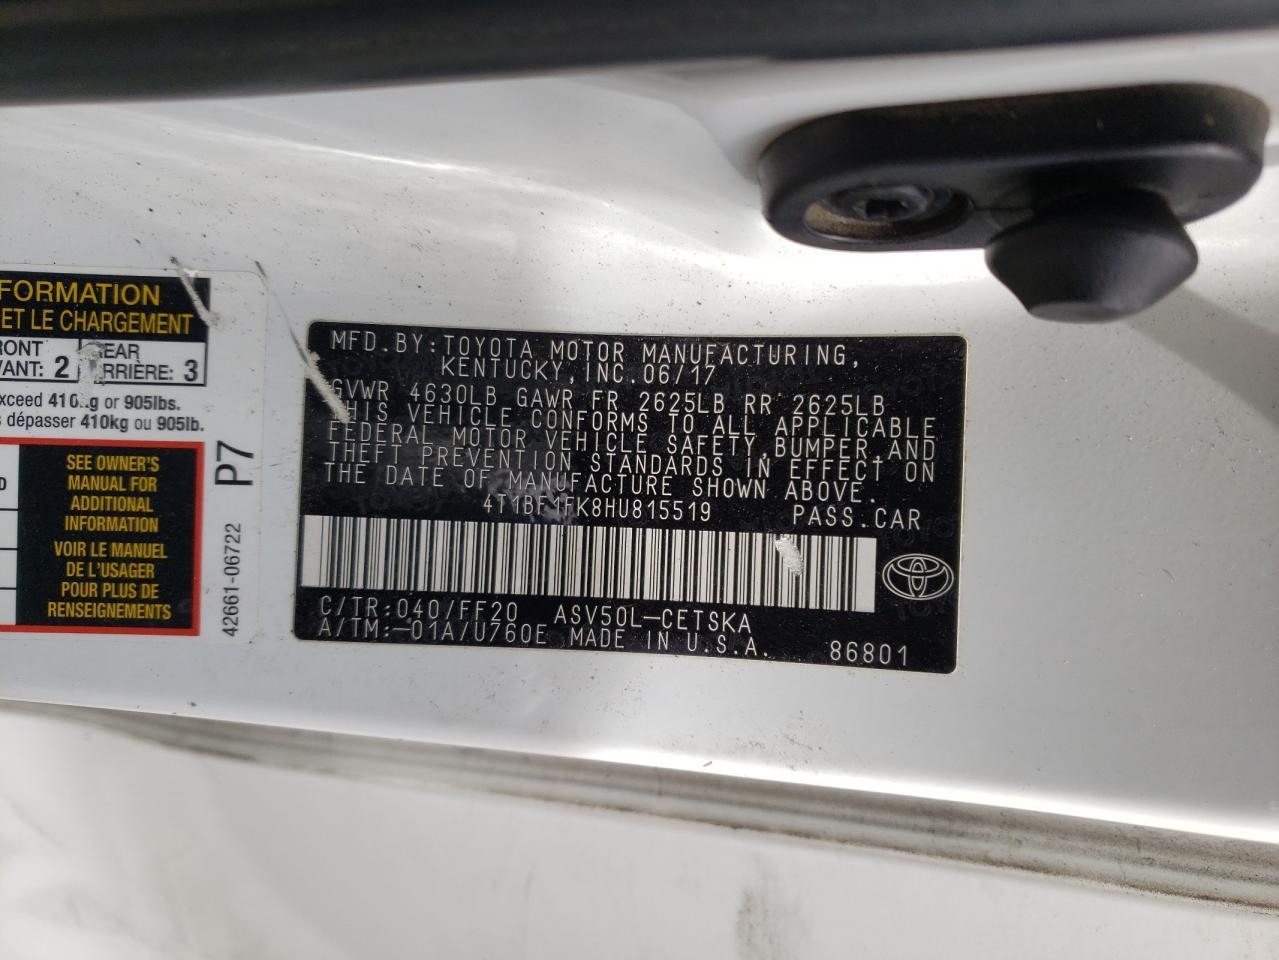 FORMATION
ET LE CHARGEMENT
RONT
VANT: 2
REAR
ARRIÈRE: 3
xceed 410kg or 905lbs.
s dépasser 410kg ou 905lb.
SEE OWNER'S
MANUAL FOR
ADDITIONAL
INFORMATION
VOIR LE MANUEL
DE L'USAGER
POUR PLUS DE
RENSEIGNEMENTS
P7
42661-06722
MFD.BY:TOYOTA MOTOR MANUFACTURING,
KENTUCKY,INC.06/17
GVWR 4630LB GAWR FR 2625LB RR 2625LB
THIS VEHICLE CONFORMS TO ALL APPLICABLE
FEDERAL MOTOR VEHICLE SAFETY,BUMPER,AND
THEFT PREVENTION STANDARDS IN EFFECT ON
THE DATE OF MANUFACTURE SHOWN ABOVE.
4T1BF1FK8HU815519 PASS.CAR
C/TR:040/FF20 ASV50L-CETSKA
A/TM:-01A/U760E MADE IN U.S.A. 86801